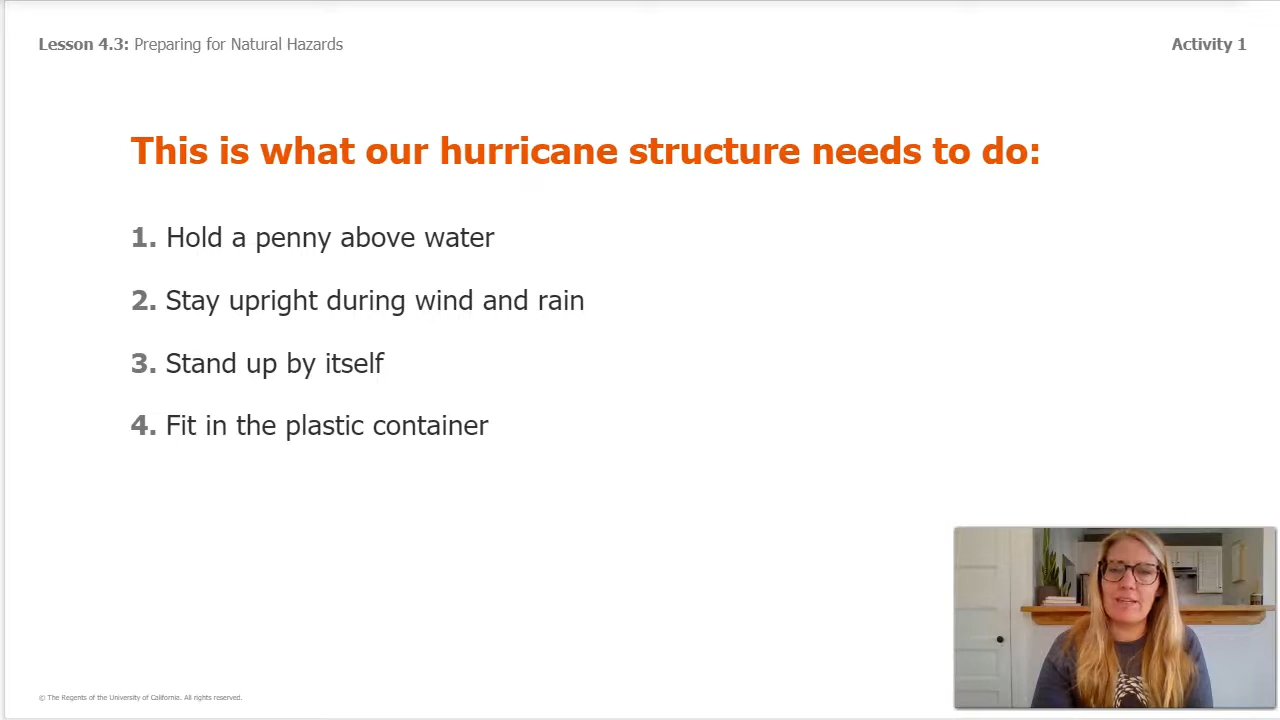 Lesson 4.3: Preparing for Natural Hazards
Activity 1
This is what our hurricane structure needs to do:
1. Hold a penny above water
2. Stay upright during wind and rain
3. Stand up by itself
4. Fit in the plastic container
© The Regents of the University of California. All rights reserved.